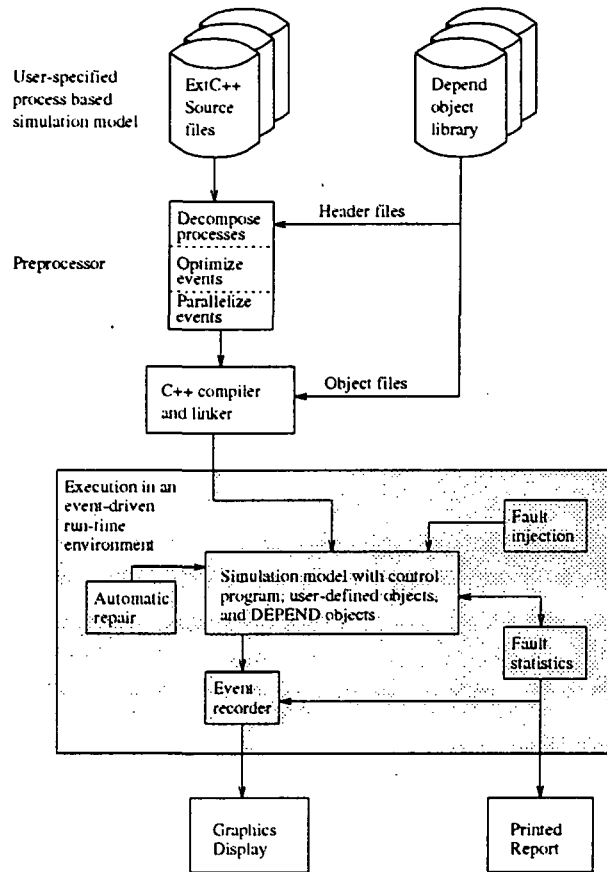 User-specified
process based
simulation model
ExtC++
Source
files
Depend
object
library
Preprocessor
Decompose
processes
Optimize
events
Parallelize
events
Header files
C++ compiler
and linker
Object files
Execution in an
event-driven
run-time
environment
Fault
injection
Automatic
repair
Simulation model with control
program; user-defined objects,
and DEPEND objects
Fault
statistics
Event
recorder
Graphics
Display
Printed
Report